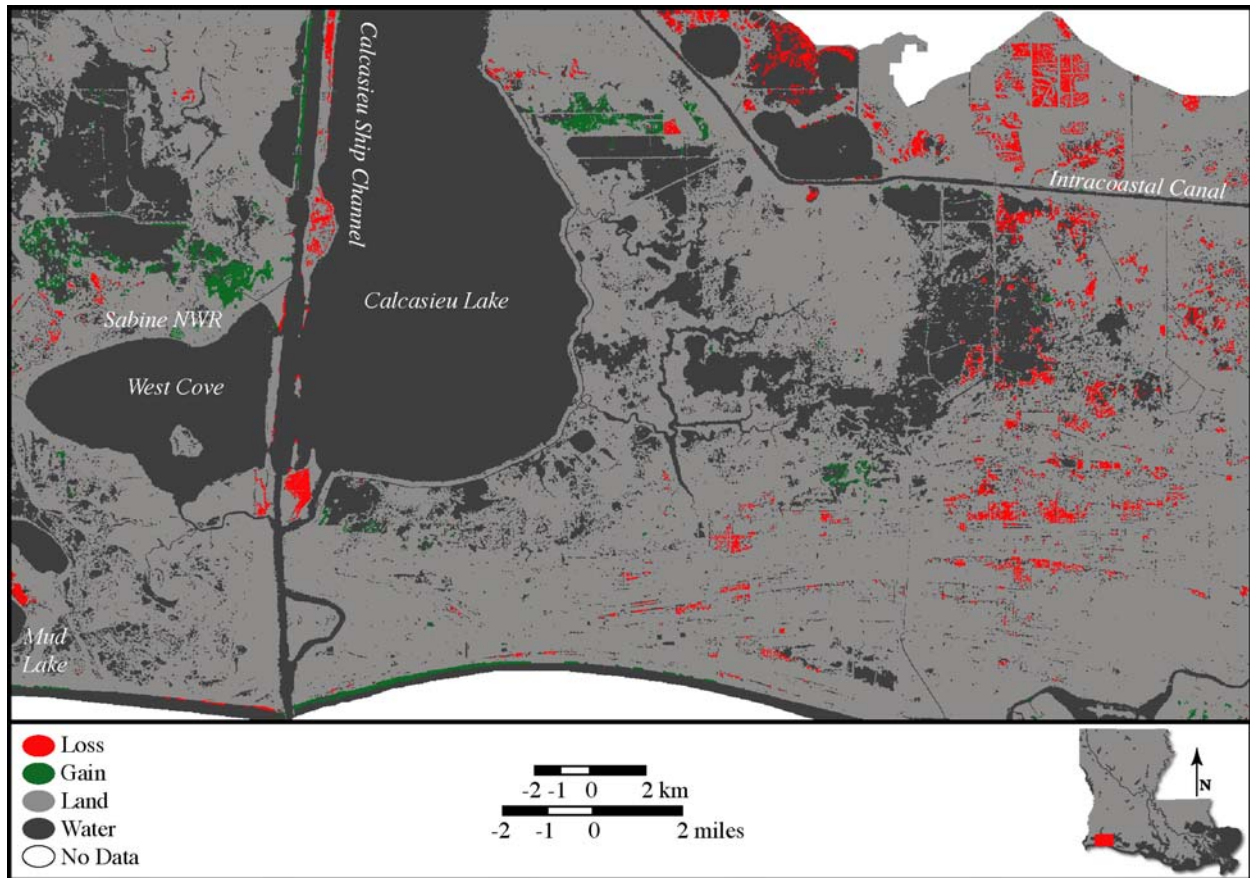 Calcasieu Ship Channel
Intracoastal Canal
Calcasieu Lake
Sabine NWR
West Cove
Mud
Lake
Loss
Gain
Land
Water
No Data
-2 -1 0 2 km
-2 -1 0 2 miles
N